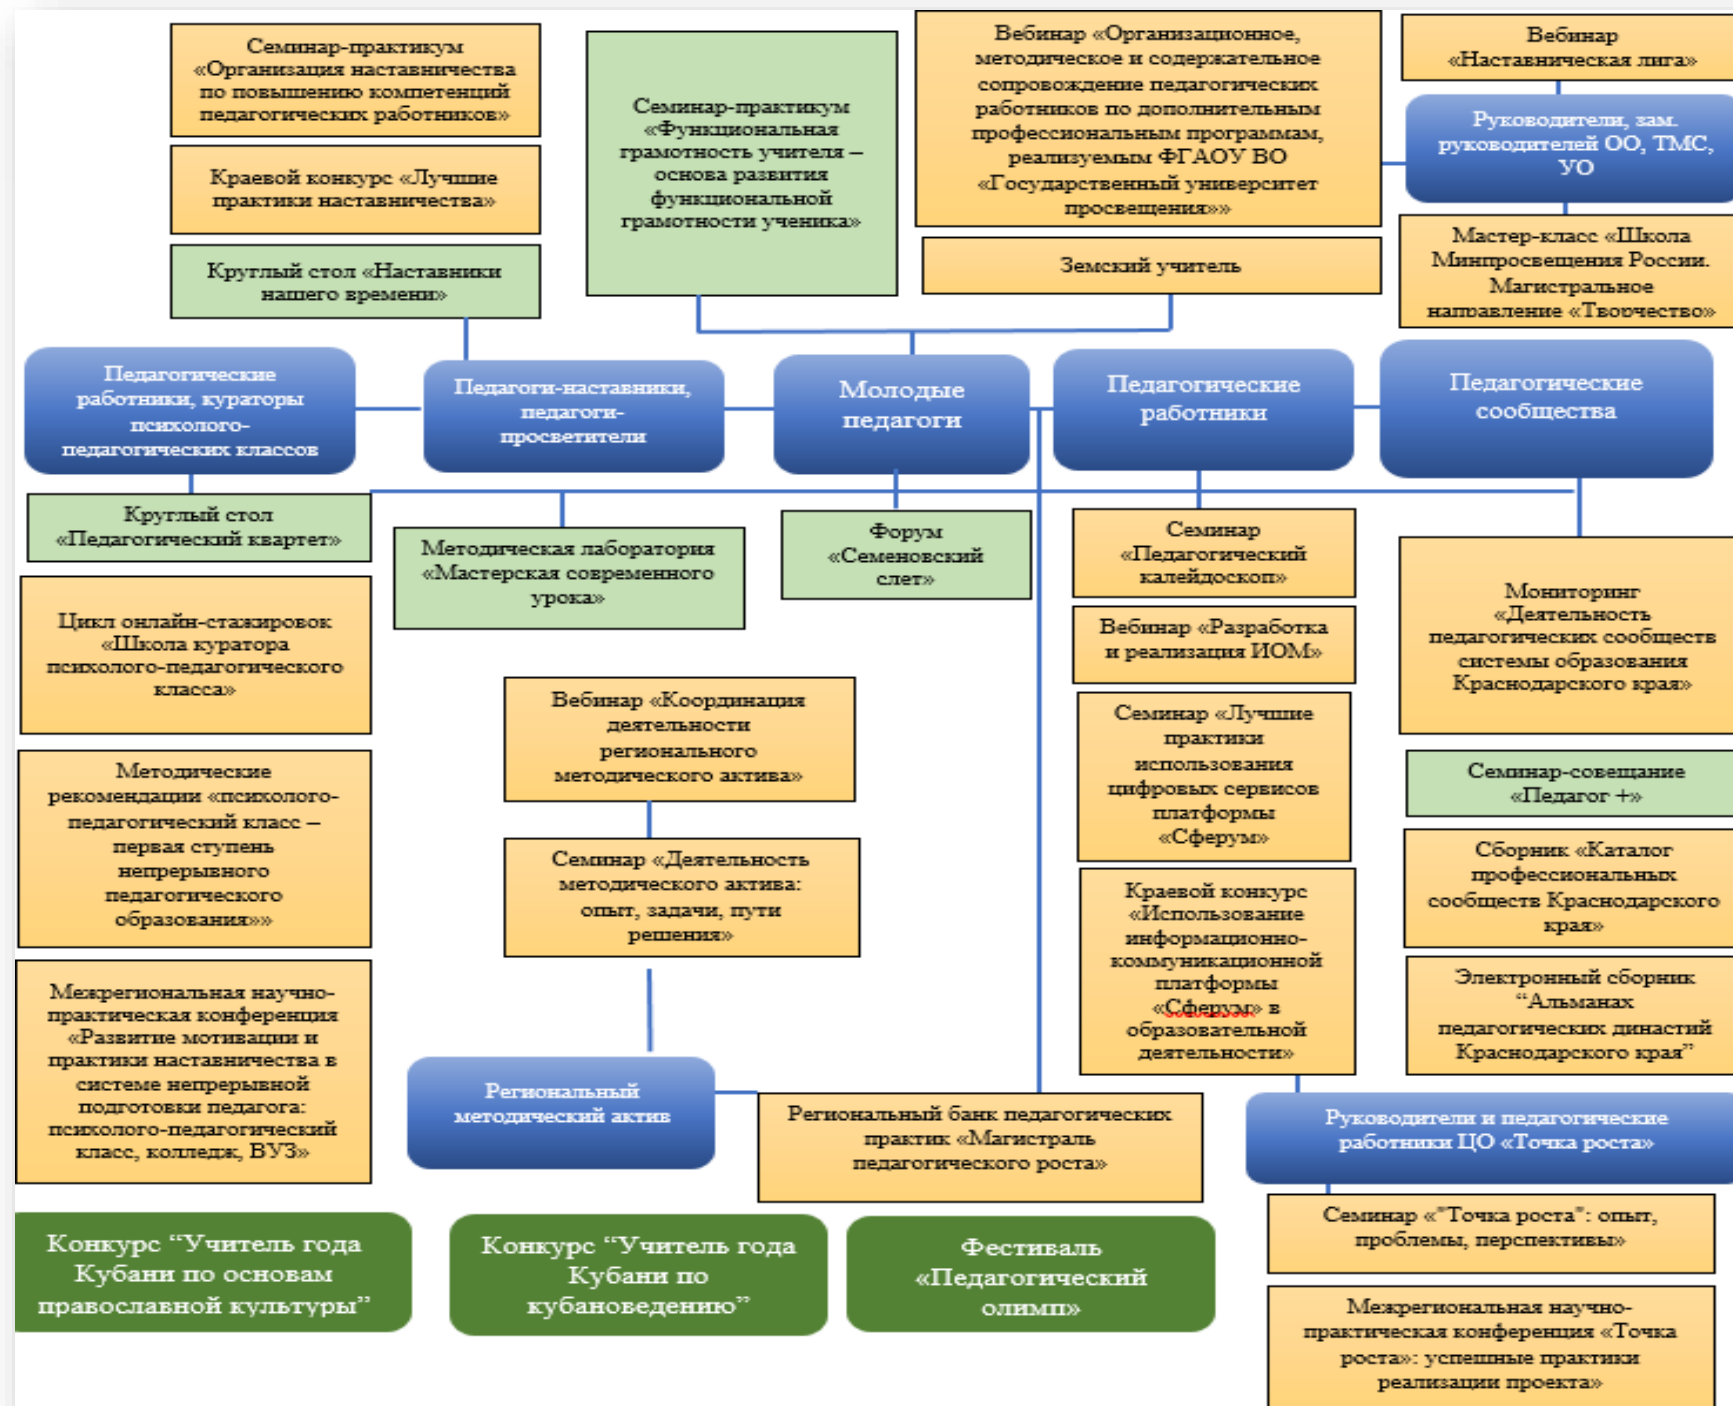 Семинар-практикум
«Организация наставничества
по повышению компетенций
педагогических работников»
Краевой конкурс «Лучшие
практики наставничества»
Круглый стол «Наставники
нашего времени»
Семинар-практикум
«Функциональная
грамотность учителя –
основа развития
функциональной
грамотности ученика»
Вебинар «Организационное,
методическое и содержательное
сопровождение педагогических
работников по дополнительным
профессиональным программам,
реализуемым ФГАОУ ВО
«Государственный университет
просвещения»»
Земский учитель
Вебинар
«Наставническая лига»
Руководители, зам.
руководителей ОО, ТМС,
УО
Мастер-класс «Школа
Минпросвещения России.
Магистральное
направление «Творчество»
Педагогические
работники, кураторы
психолого-
педагогических классов
Педагоги-наставники,
педагоги-
просветители
Молодые
педагоги
Педагогические
работники
Педагогические
сообщества
Круглый стол
«Педагогический квартет»
Цикл онлайн-стажировок
«Школа куратора
психолого-педагогического
класса»
Методические
рекомендации «психолого-
педагогический класс –
первая ступень
непрерывного
педагогического
образования»»
Межрегиональная научно-
практическая конференция
«Развитие мотивации и
практики наставничества в
системе непрерывной
подготовки педагога:
психолого-педагогический
класс, колледж, ВУЗ»
Методическая лаборатория
«Мастерская современного
урока»
Форум
«Семеновский
слет»
Вебинар «Координация
деятельности
регионального
методического актива»
Семинар «Деятельность
методического актива:
опыт, задачи, пути
решения»
Региональный
методический актив
Региональный банк педагогических
практик «Магистраль
педагогического роста»
Семинар
«Педагогический
калейдоскоп»
Вебинар «Разработка
и реализация ИОМ»
Семинар «Лучшие
практики
использования
цифровых сервисов
платформы
«Сферум»
Краевой конкурс
«Использование
информационно-
коммуникационной
платформы
«Сферум» в
образовательной
деятельности»
Мониторинг
«Деятельность
педагогических сообществ
системы образования
Краснодарского края»
Семинар-совещание
«Педагог +»
Сборник «Каталог
профессиональных
сообществ Краснодарского
края»
Электронный сборник
“Альманах
педагогических династий
Краснодарского края”
Руководители и педагогические
работники ЦО «Точка роста»
Семинар «"Точка роста": опыт,
проблемы, перспективы»
Межрегиональная научно-
практическая конференция «Точка
роста»: успешные практики
реализации проекта»
Конкурс “Учитель года
Кубани по основам
православной культуры”
Конкурс “Учитель года
Кубани по
кубановедению”
Фестиваль
«Педагогический
олимп»